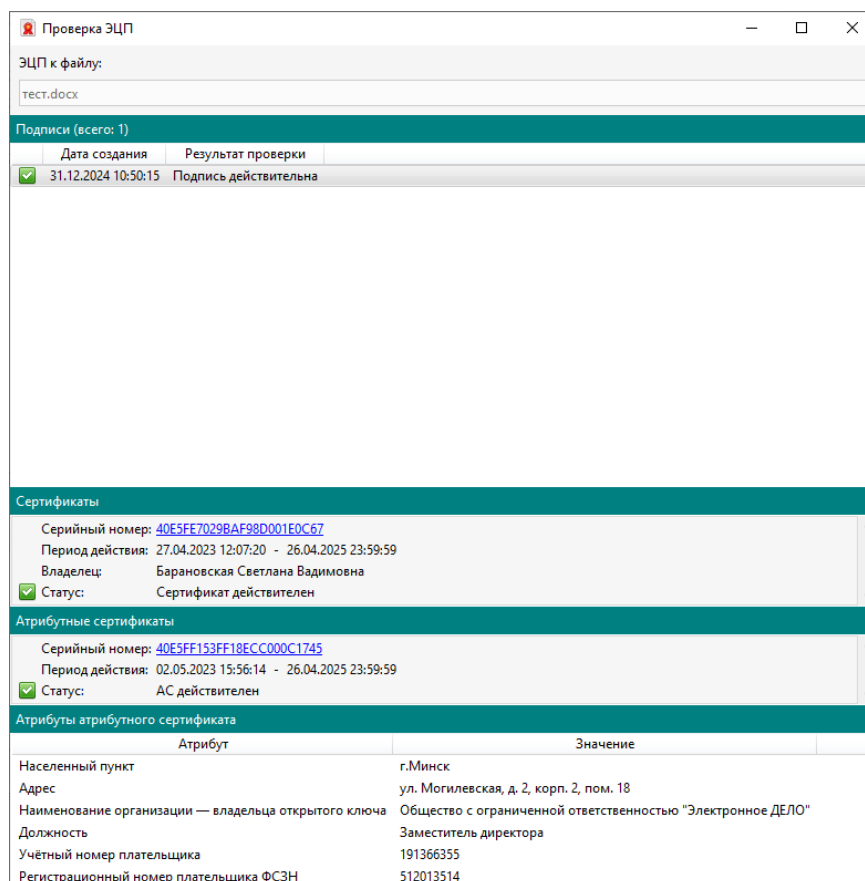 Проверка ЭЦП
ЭЦП к файлу:
тест.docx
Подписи (всего: 1)
Дата создания Результат проверки
31.12.2024 10:50:15 Подпись действительна
Сертификаты
Серийный номер: 40E5FE7029BAF98D001E0C67
Период действия: 27.04.2023 12:07:20 - 26.04.2025 23:59:59
Владелец: Барановская Светлана Вадимовна
Статус: Сертификат действителен
Атрибутные сертификаты
Серийный номер: 40E5FF153FF18ECC000C1745
Период действия: 02.05.2023 15:56:14 - 26.04.2025 23:59:59
Статус: АС действителен
Атрибуты атрибутного сертификата
Атрибут Значение
Населенный пункт г.Минск
Адрес ул. Могилевская, д. 2, корп. 2, пом. 18
Наименование организации — владельца открытого ключа Общество с ограниченной ответственностью "Электронное ДЕЛО"
Должность Заместитель директора
Учётный номер плательщика 191366355
Регистрационный номер плательщика ФСЗН 512013514